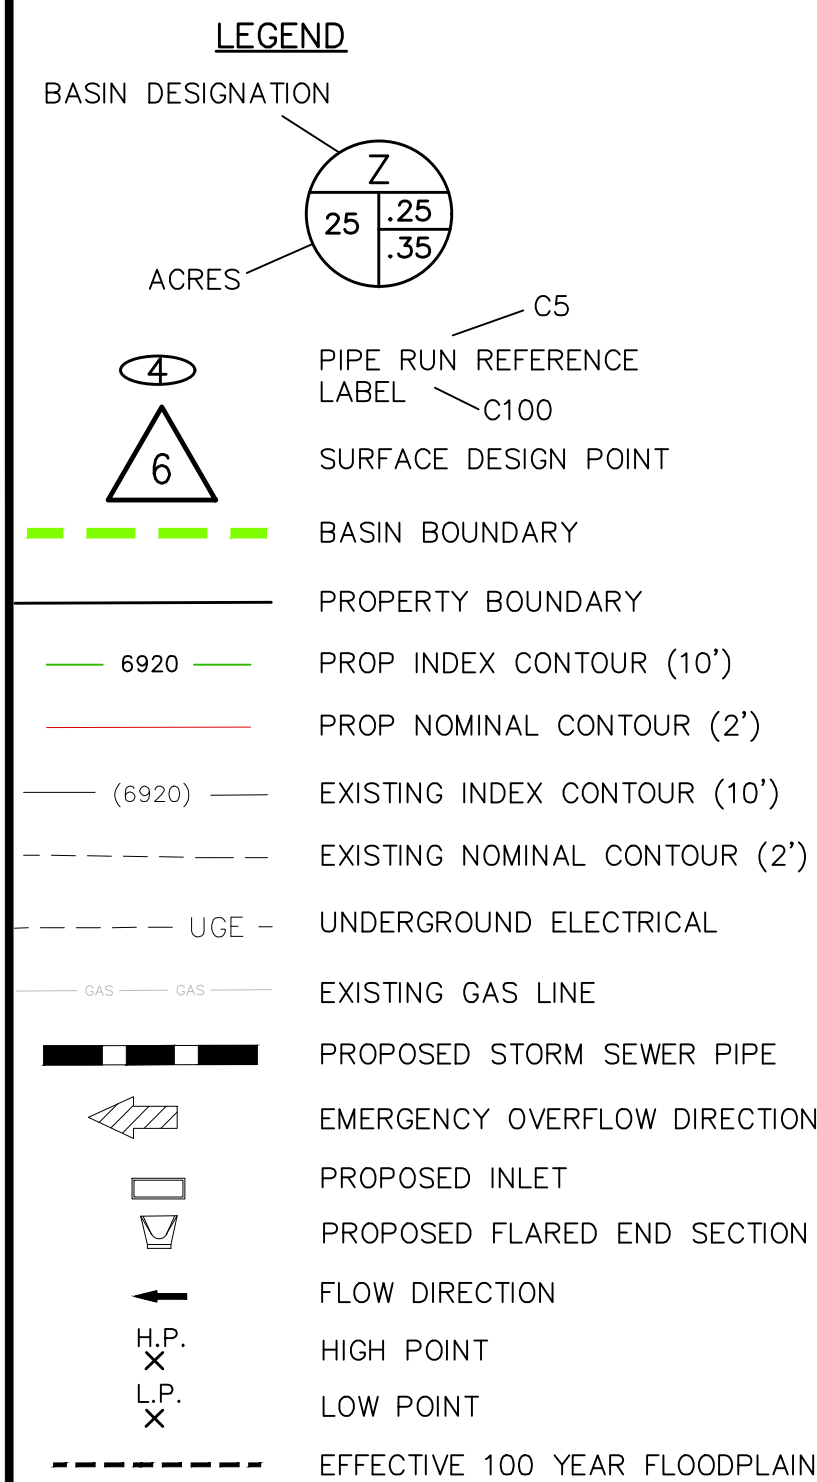 LEGEND
BASIN DESIGNATION
Z
25
.25
.35
ACRES
C5
4
PIPE RUN REFERENCE
LABEL
C100
6
SURFACE DESIGN POINT
BASIN BOUNDARY
PROPERTY BOUNDARY
6920 PROP INDEX CONTOUR (10')
PROP NOMINAL CONTOUR (2')
(6920) EXISTING INDEX CONTOUR (10')
EXISTING NOMINAL CONTOUR (2')
UGE UNDERGROUND ELECTRICAL
GAS GAS EXISTING GAS LINE
PROPOSED STORM SEWER PIPE
EMERGENCY OVERFLOW DIRECTION
PROPOSED INLET
PROPOSED FLARED END SECTION
FLOW DIRECTION
H.P. HIGH POINT
L.P. LOW POINT
EFFECTIVE 100 YEAR FLOODPLAIN